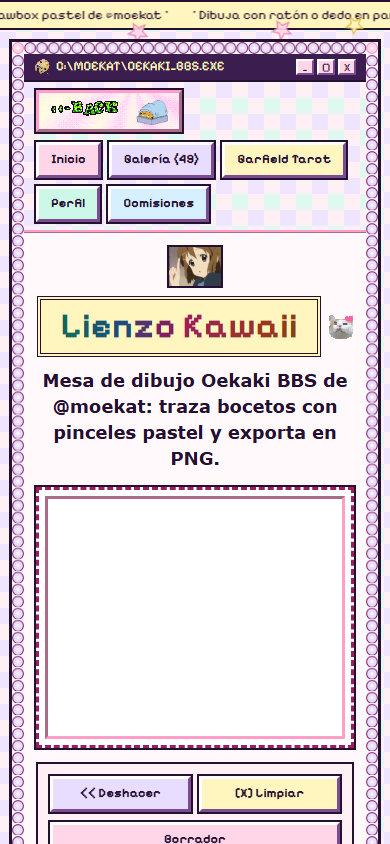 awbox pastel de @moekat * * Dibuja con ratón o dedo en pa
O:\MOEKAT\OEKAKI_BBS.EXE
BACK
Inicio Galería (49) Garfield Tarot
Perfil Comisiones
Lienzo Kawaii
Mesa de dibujo Oekaki BBS de
@moekat: traza bocetos con
pinceles pastel y exporta en
PNG.
<< Deshacer (X) Limpiar
Borrador